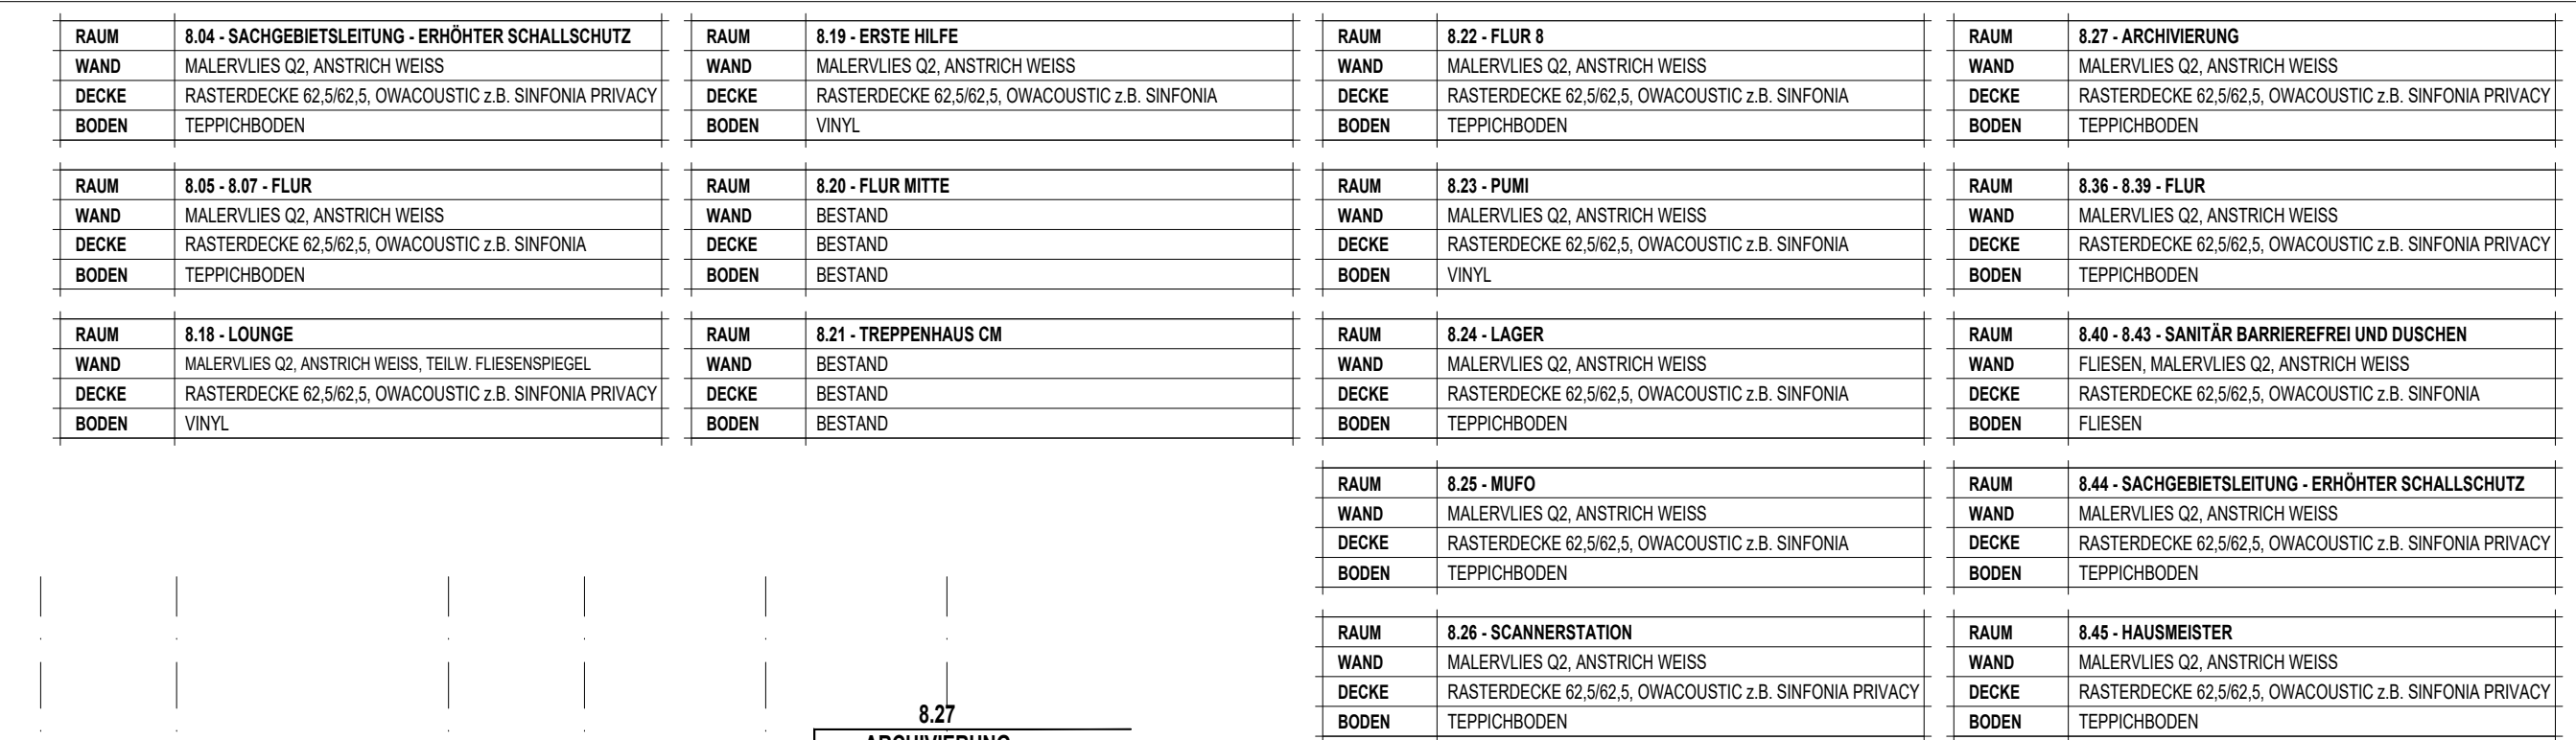 RAUM 8.04 - SACHGEBIETSLEITUNG - ERHÖHTER SCHALLSCHUTZ
WAND MALERVLIES Q2, ANSTRICH WEISS
DECKE RASTERDECKE 62,5/62,5, OWACOUSTIC z.B. SINFONIA PRIVACY
BODEN TEPPICHBODEN
RAUM 8.05 - 8.07 - FLUR
WAND MALERVLIES Q2, ANSTRICH WEISS
DECKE RASTERDECKE 62,5/62,5, OWACOUSTIC z.B. SINFONIA
BODEN TEPPICHBODEN
RAUM 8.18 - LOUNGE
WAND MALERVLIES Q2, ANSTRICH WEISS, TEILW. FLIESENSPIEGEL
DECKE RASTERDECKE 62,5/62,5, OWACOUSTIC z.B. SINFONIA PRIVACY
BODEN VINYL
RAUM 8.19 - ERSTE HILFE
WAND MALERVLIES Q2, ANSTRICH WEISS
DECKE RASTERDECKE 62,5/62,5, OWACOUSTIC z.B. SINFONIA
BODEN VINYL
RAUM 8.20 - FLUR MITTE
WAND BESTAND
DECKE BESTAND
BODEN BESTAND
RAUM 8.21 - TREPPENHAUS CM
WAND BESTAND
DECKE BESTAND
BODEN BESTAND
8.27
ARCHIVIERUNG
RAUM 8.22 - FLUR 8
WAND MALERVLIES Q2, ANSTRICH WEISS
DECKE RASTERDECKE 62,5/62,5, OWACOUSTIC z.B. SINFONIA
BODEN TEPPICHBODEN
RAUM 8.23 - PUMI
WAND MALERVLIES Q2, ANSTRICH WEISS
DECKE RASTERDECKE 62,5/62,5, OWACOUSTIC z.B. SINFONIA
BODEN VINYL
RAUM 8.24 - LAGER
WAND MALERVLIES Q2, ANSTRICH WEISS
DECKE RASTERDECKE 62,5/62,5, OWACOUSTIC z.B. SINFONIA
BODEN TEPPICHBODEN
RAUM 8.25 - MUFO
WAND MALERVLIES Q2, ANSTRICH WEISS
DECKE RASTERDECKE 62,5/62,5, OWACOUSTIC z.B. SINFONIA
BODEN TEPPICHBODEN
RAUM 8.26 - SCANNERSTATION
WAND MALERVLIES Q2, ANSTRICH WEISS
DECKE RASTERDECKE 62,5/62,5, OWACOUSTIC z.B. SINFONIA PRIVACY
BODEN TEPPICHBODEN
RAUM 8.27 - ARCHIVIERUNG
WAND MALERVLIES Q2, ANSTRICH WEISS
DECKE RASTERDECKE 62,5/62,5, OWACOUSTIC z.B. SINFONIA PRIVACY
BODEN TEPPICHBODEN
RAUM 8.36 - 8.39 - FLUR
WAND MALERVLIES Q2, ANSTRICH WEISS
DECKE RASTERDECKE 62,5/62,5, OWACOUSTIC z.B. SINFONIA PRIVACY
BODEN TEPPICHBODEN
RAUM 8.40 - 8.43 - SANITÄR BARRIEREFREI UND DUSCHEN
WAND FLIESEN, MALERVLIES Q2, ANSTRICH WEISS
DECKE RASTERDECKE 62,5/62,5, OWACOUSTIC z.B. SINFONIA
BODEN FLIESEN
RAUM 8.44 - SACHGEBIETSLEITUNG - ERHÖHTER SCHALLSCHUTZ
WAND MALERVLIES Q2, ANSTRICH WEISS
DECKE RASTERDECKE 62,5/62,5, OWACOUSTIC z.B. SINFONIA PRIVACY
BODEN TEPPICHBODEN
RAUM 8.45 - HAUSMEISTER
WAND MALERVLIES Q2, ANSTRICH WEISS
DECKE RASTERDECKE 62,5/62,5, OWACOUSTIC z.B. SINFONIA PRIVACY
BODEN TEPPICHBODEN